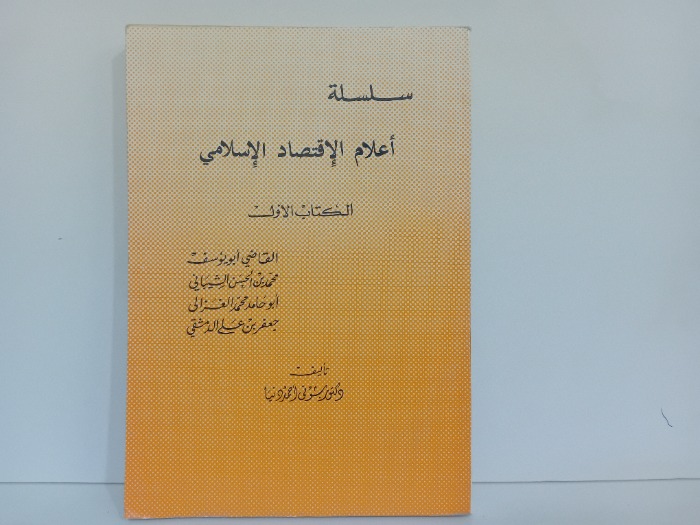 سلسلة
أعلام الإقتصاد الإسلامي
الكتاب الأول
القاضي أبو يوسف
محمد بن الحسن الشيباني
أبو حامد محمد الغزالي
جعفر بن علي الدمشقي
تأليف
دكتور شوقي أحمد دنيا